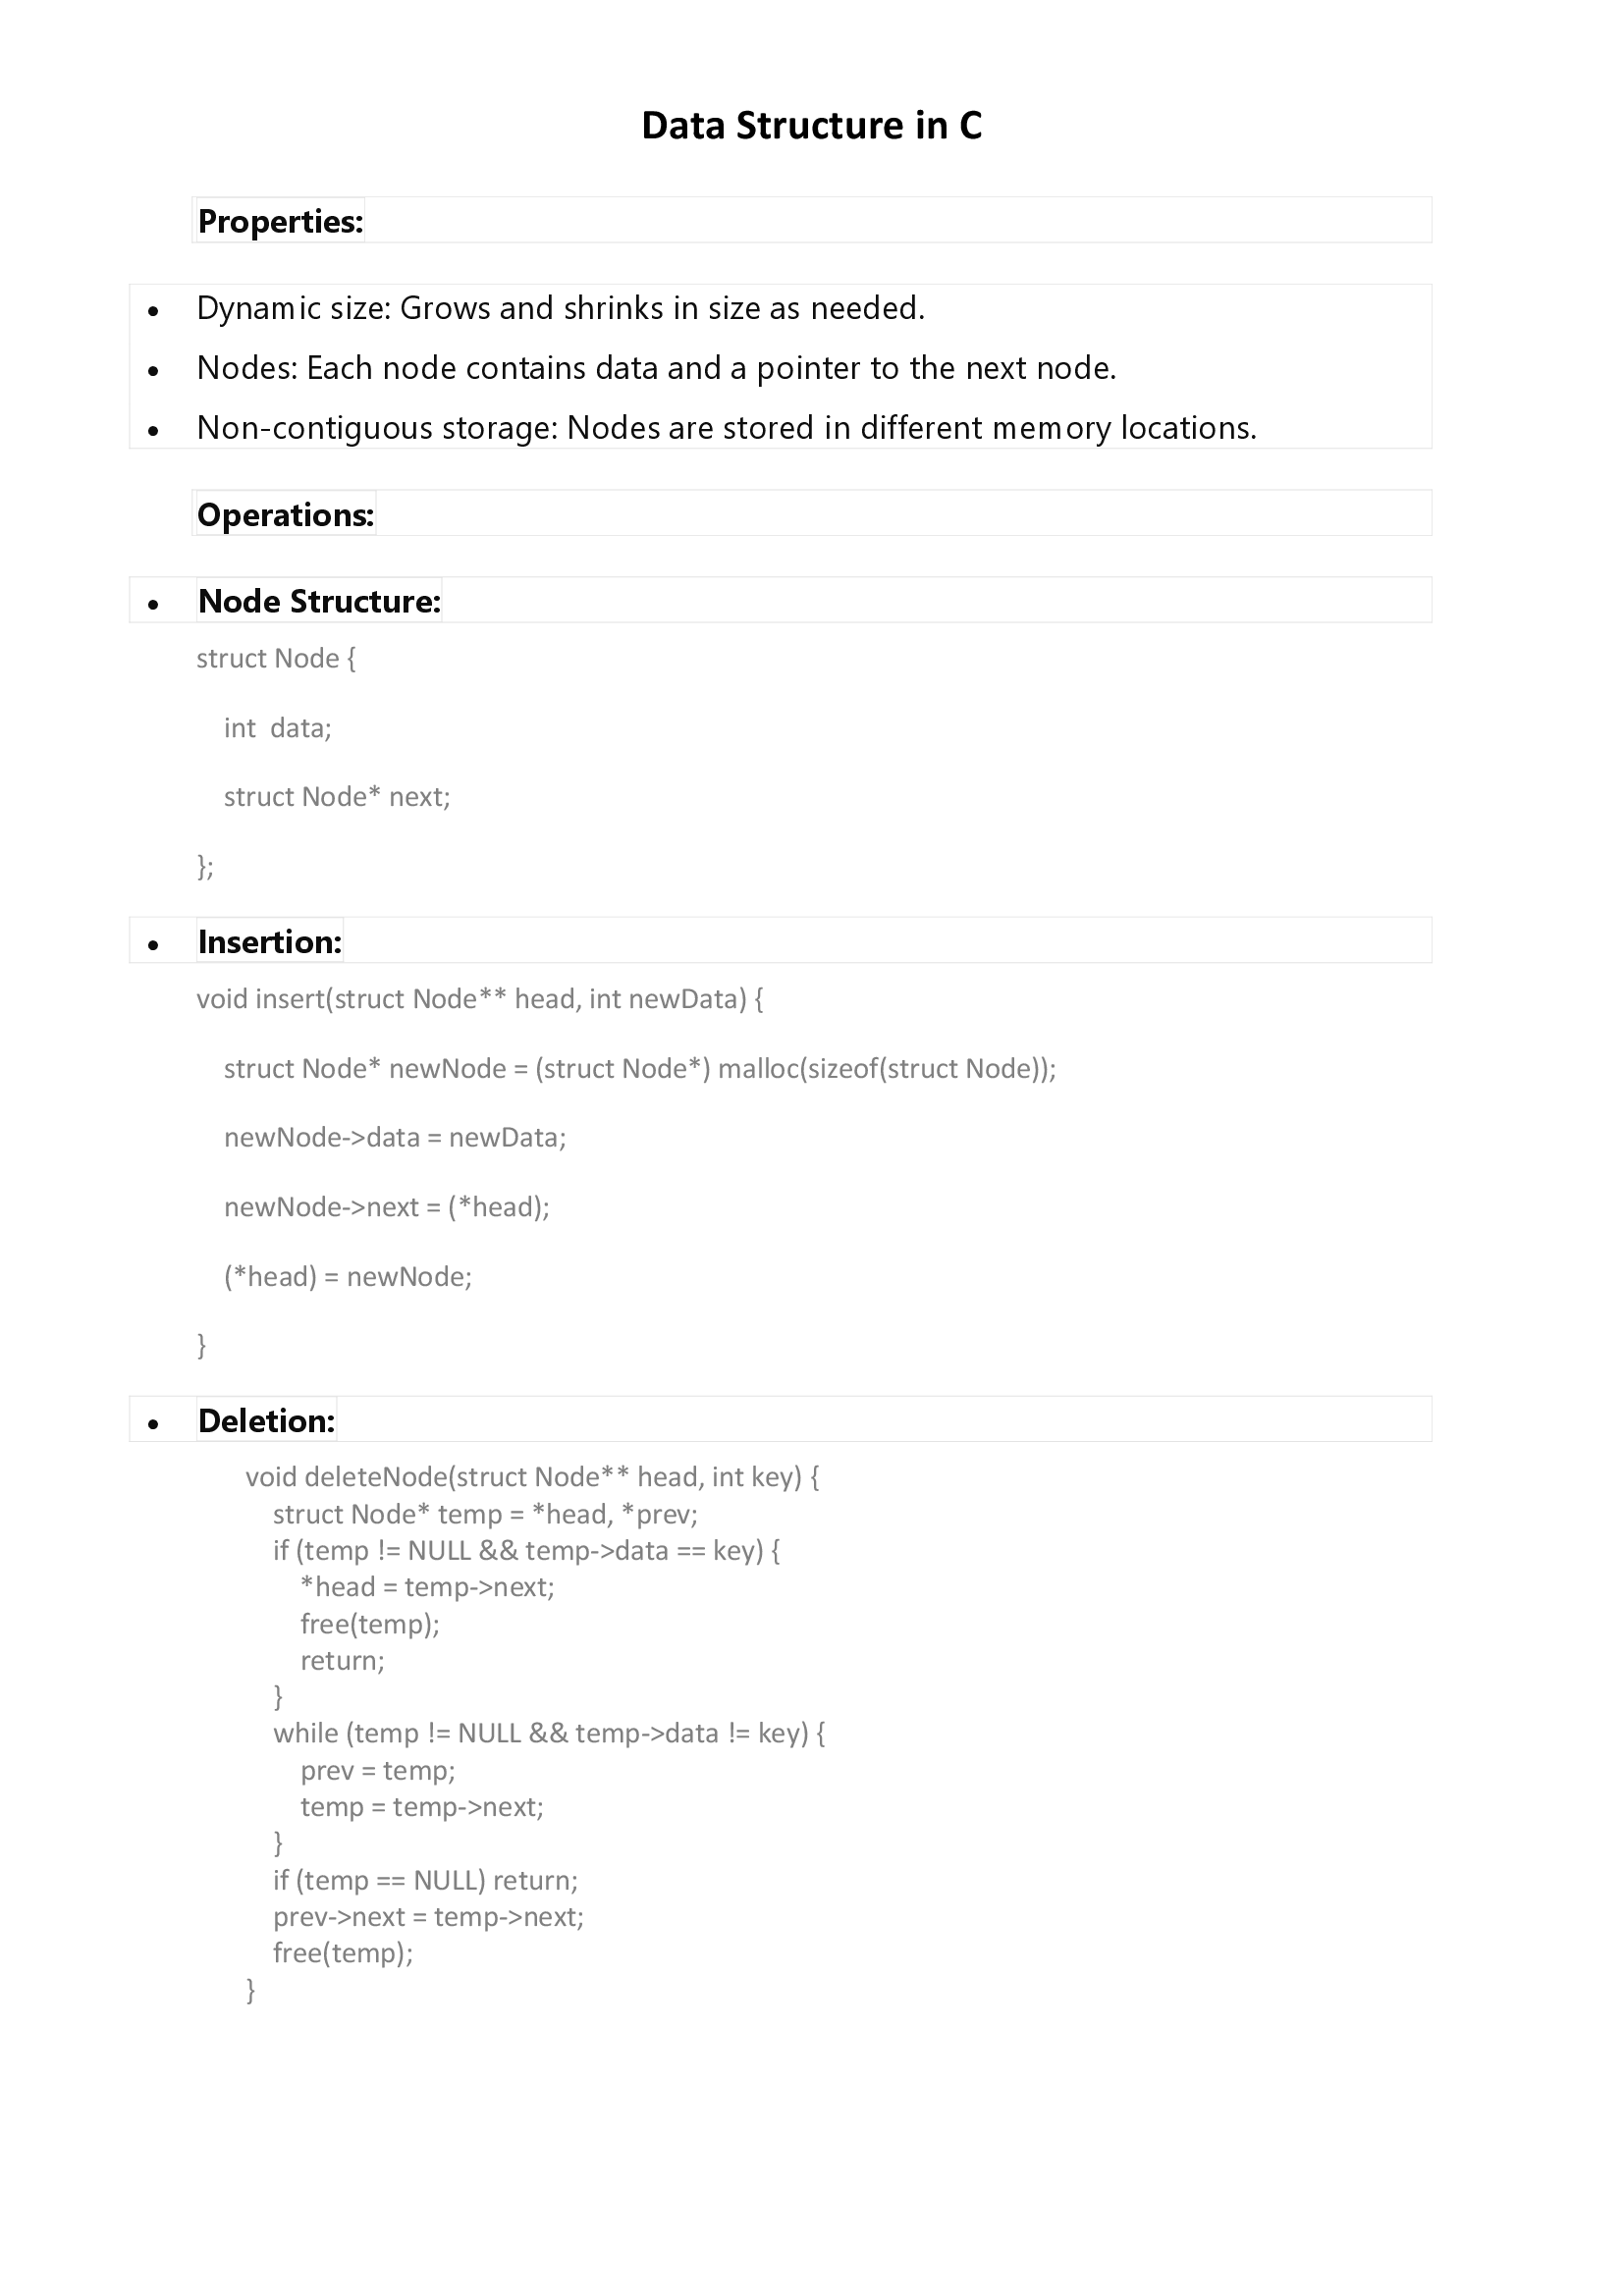 Data Structure in C
Properties:
• Dynamic size: Grows and shrinks in size as needed.
• Nodes: Each node contains data and a pointer to the next node.
• Non-contiguous storage: Nodes are stored in different memory locations.
Operations:
• Node Structure:
struct Node {
    int  data;
    struct Node* next;
};
• Insertion:
void insert(struct Node** head, int newData) {
    struct Node* newNode = (struct Node*) malloc(sizeof(struct Node));
    newNode->data = newData;
    newNode->next = (*head);
    (*head) = newNode;
}
• Deletion:
void deleteNode(struct Node** head, int key) {
    struct Node* temp = *head, *prev;
    if (temp != NULL && temp->data == key) {
        *head = temp->next;
        free(temp);
        return;
    }
    while (temp != NULL && temp->data != key) {
        prev = temp;
        temp = temp->next;
    }
    if (temp == NULL) return;
    prev->next = temp->next;
    free(temp);
}